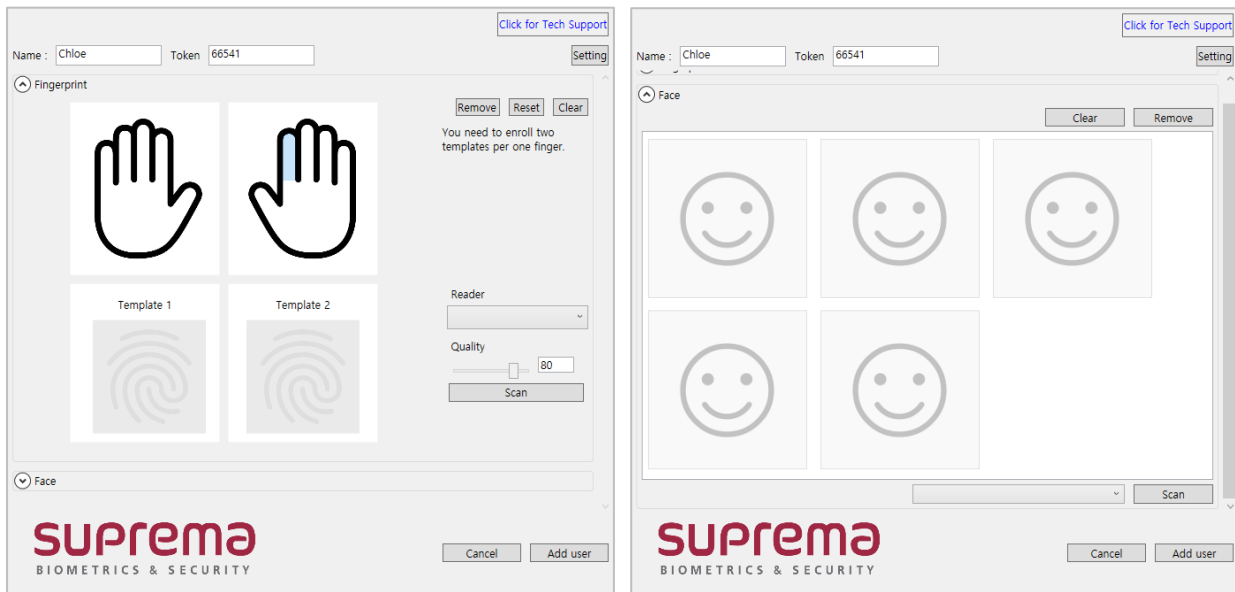 Click for Tech Support
Name : Chloe Token 66541 Setting
Fingerprint
Remove Reset Clear
You need to enroll two
templates per one finger.
Template 1 Template 2
Reader
Quality
80
Scan
Face
suprema
BIOMETRICS & SECURITY
Cancel Add user
Click for Tech Support
Name : Chloe Token 66541 Setting
Face
Clear Remove
Scan
suprema
BIOMETRICS & SECURITY
Cancel Add user